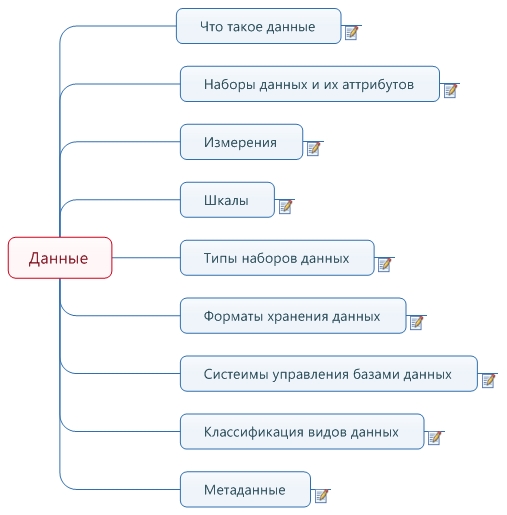 Что такое данные
Наборы данных и их аттрибутов
Измерения
Шкалы
Данные
Типы наборов данных
Форматы хранения данных
Систеимы управления базами данных
Классификация видов данных
Метаданные